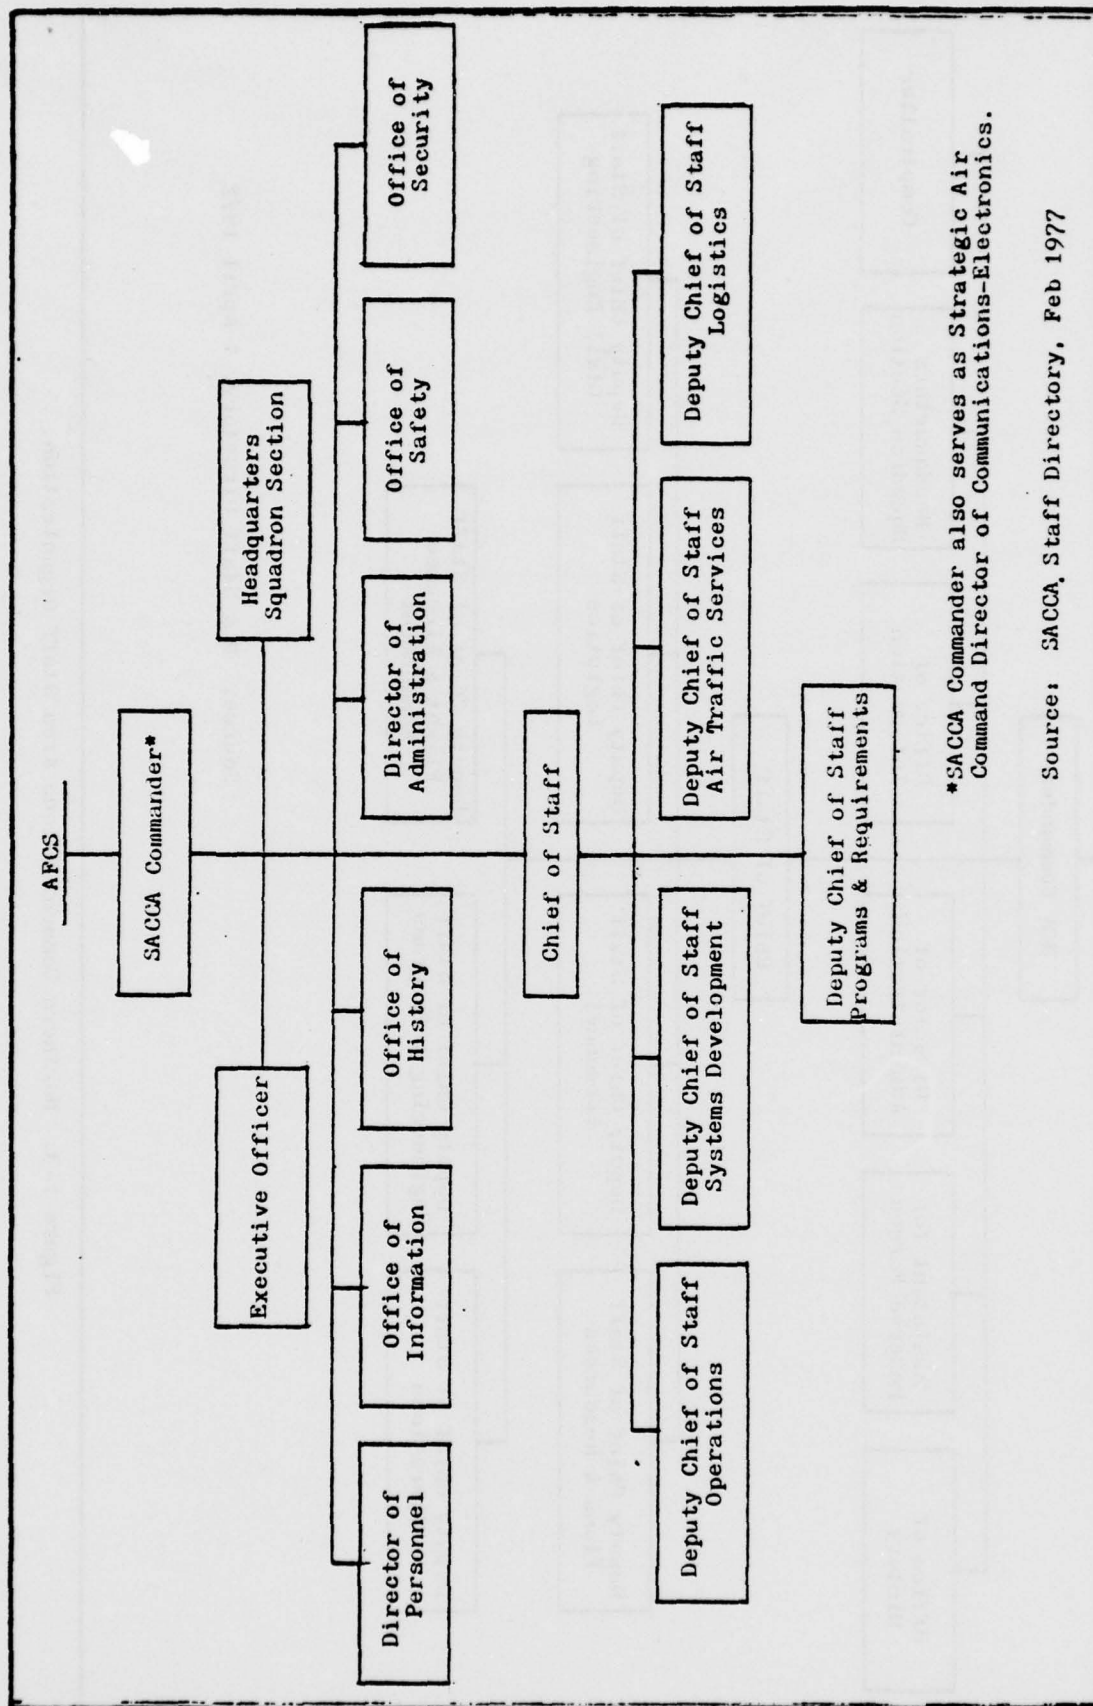 AFCS
SACCA Commander*
Executive Officer
Headquarters
Squadron Section
Director of
Personnel
Office of
Information
Office of
History
Director of
Administration
Office of
Safety
Office of
Security
Chief of Staff
Deputy Chief of Staff
Operations
Deputy Chief of Staff
Systems Development
Deputy Chief of Staff
Air Traffic Services
Deputy Chief of Staff
Logistics
Deputy Chief of Staff
Programs & Requirements
*SACCA Commander also serves as Strategic Air
Command Director of Communications-Electronics.
Source: SACCA Staff Directory, Feb 1977